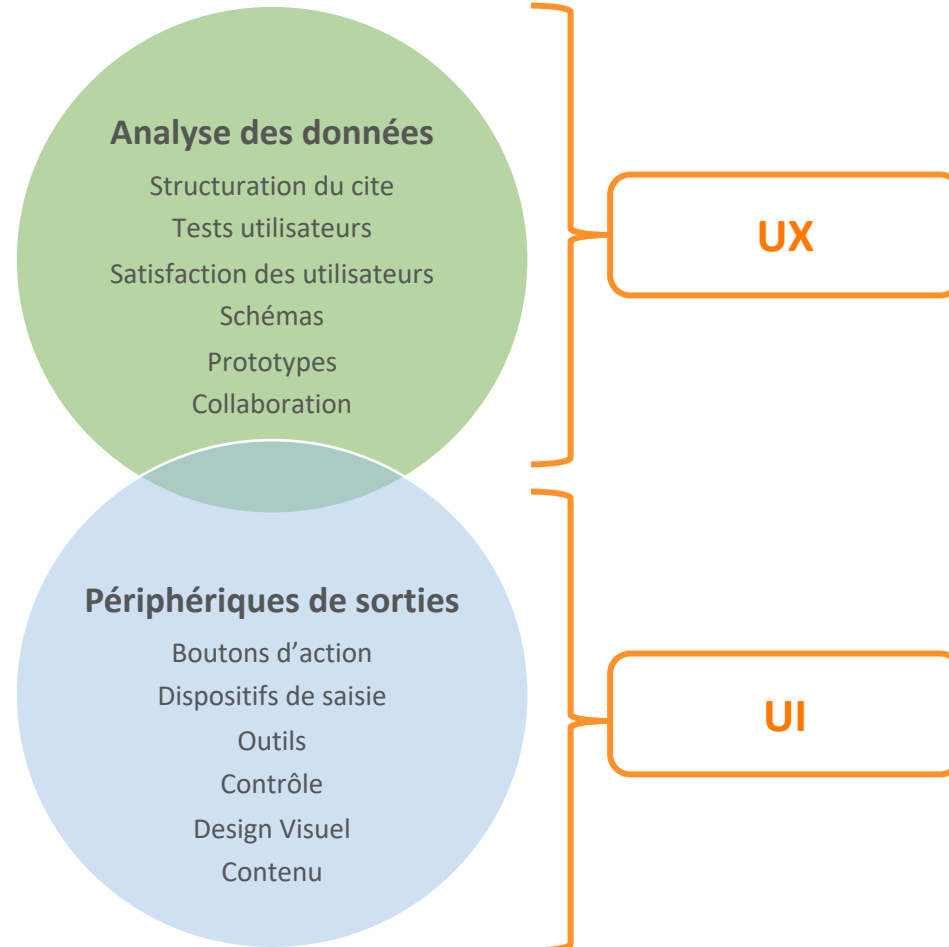 Analyse des données
Structuration du cite
Tests utilisateurs
Satisfaction des utilisateurs
Schémas
Prototypes
Collaboration
UX
Périphériques de sorties
Boutons d’action
Dispositifs de saisie
Outils
Contrôle
Design Visuel
Contenu
UI